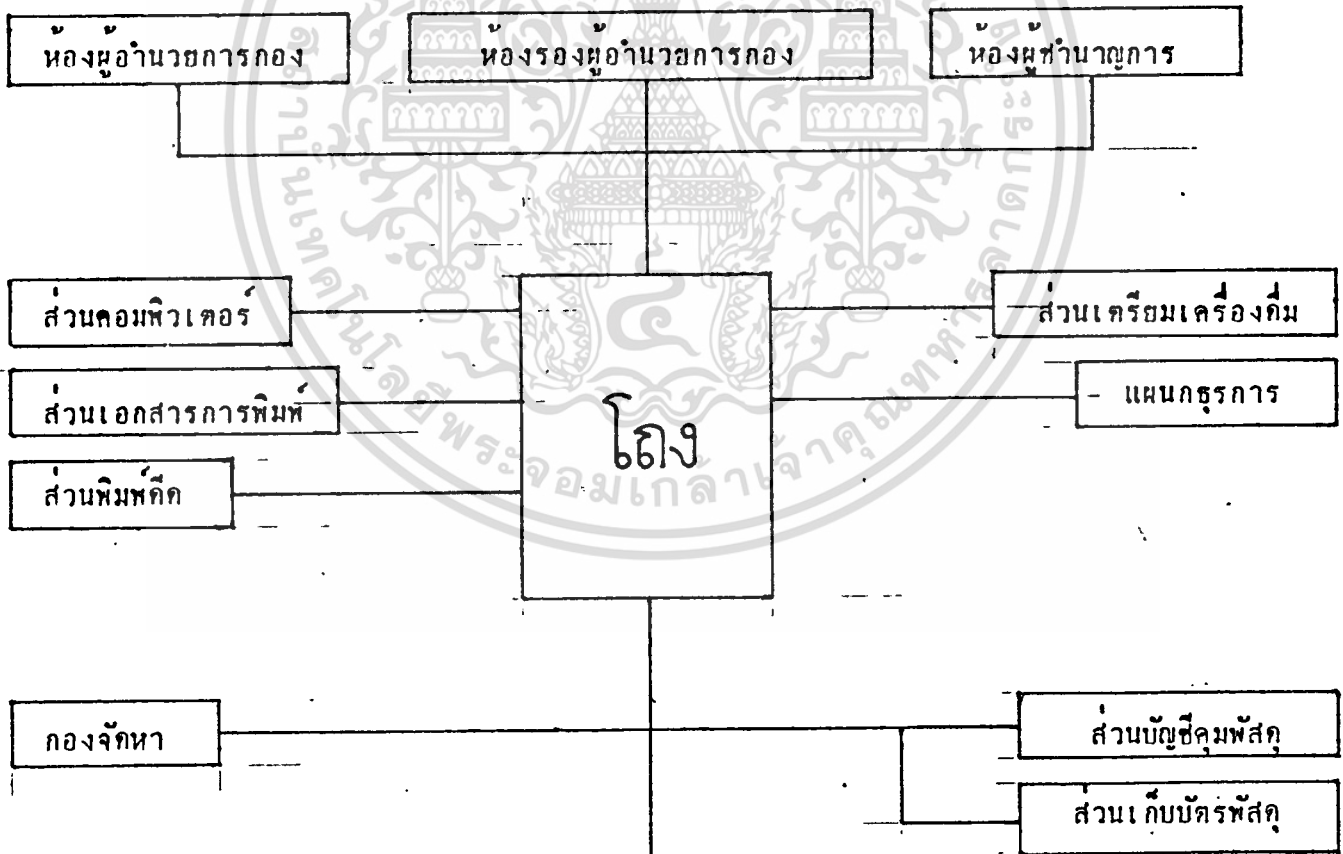 ห้องผู้อำนวยการกอง
ห้องรองผู้อำนวยการกอง
ห้องผู้ชำนาญการ
ส่วนคอมพิวเตอร์
ส่วนเตรียมเครื่องดื่ม
ส่วนเอกสารการพิมพ์
แผนกธุรการ
โถง
ส่วนพิมพ์ดีด
กองจัดหา
ส่วนบัญชีคุมพัสดุ
ส่วนเก็บบัตรพัสดุ